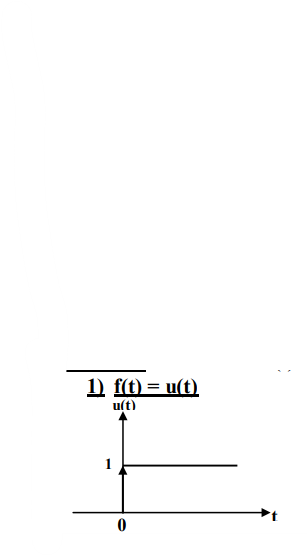 1) f(t) = u(t)
u(t)
1
t
0